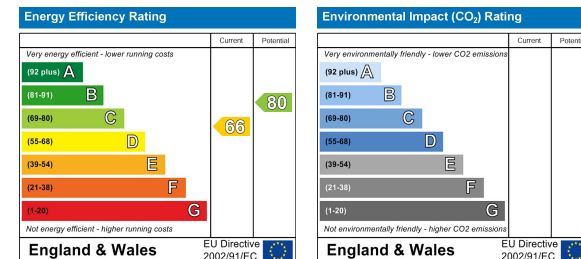 Energy Efficiency Rating
Current Potential
Very energy efficient - lower running costs
(92 plus) A
(81-91) B
(69-80) C
(55-68) D
(39-54) E
(21-38) F
(1-20) G
66
80
Not energy efficient - higher running costs
England & Wales
EU Directive
2002/91/EC
Environmental Impact (CO₂) Rating
Current Potential
Very environmentally friendly - lower CO2 emissions
(92 plus) A
(81-91) B
(69-80) C
(55-68) D
(39-54) E
(21-38) F
(1-20) G
Not environmentally friendly - higher CO2 emissions
England & Wales
EU Directive
2002/91/EC